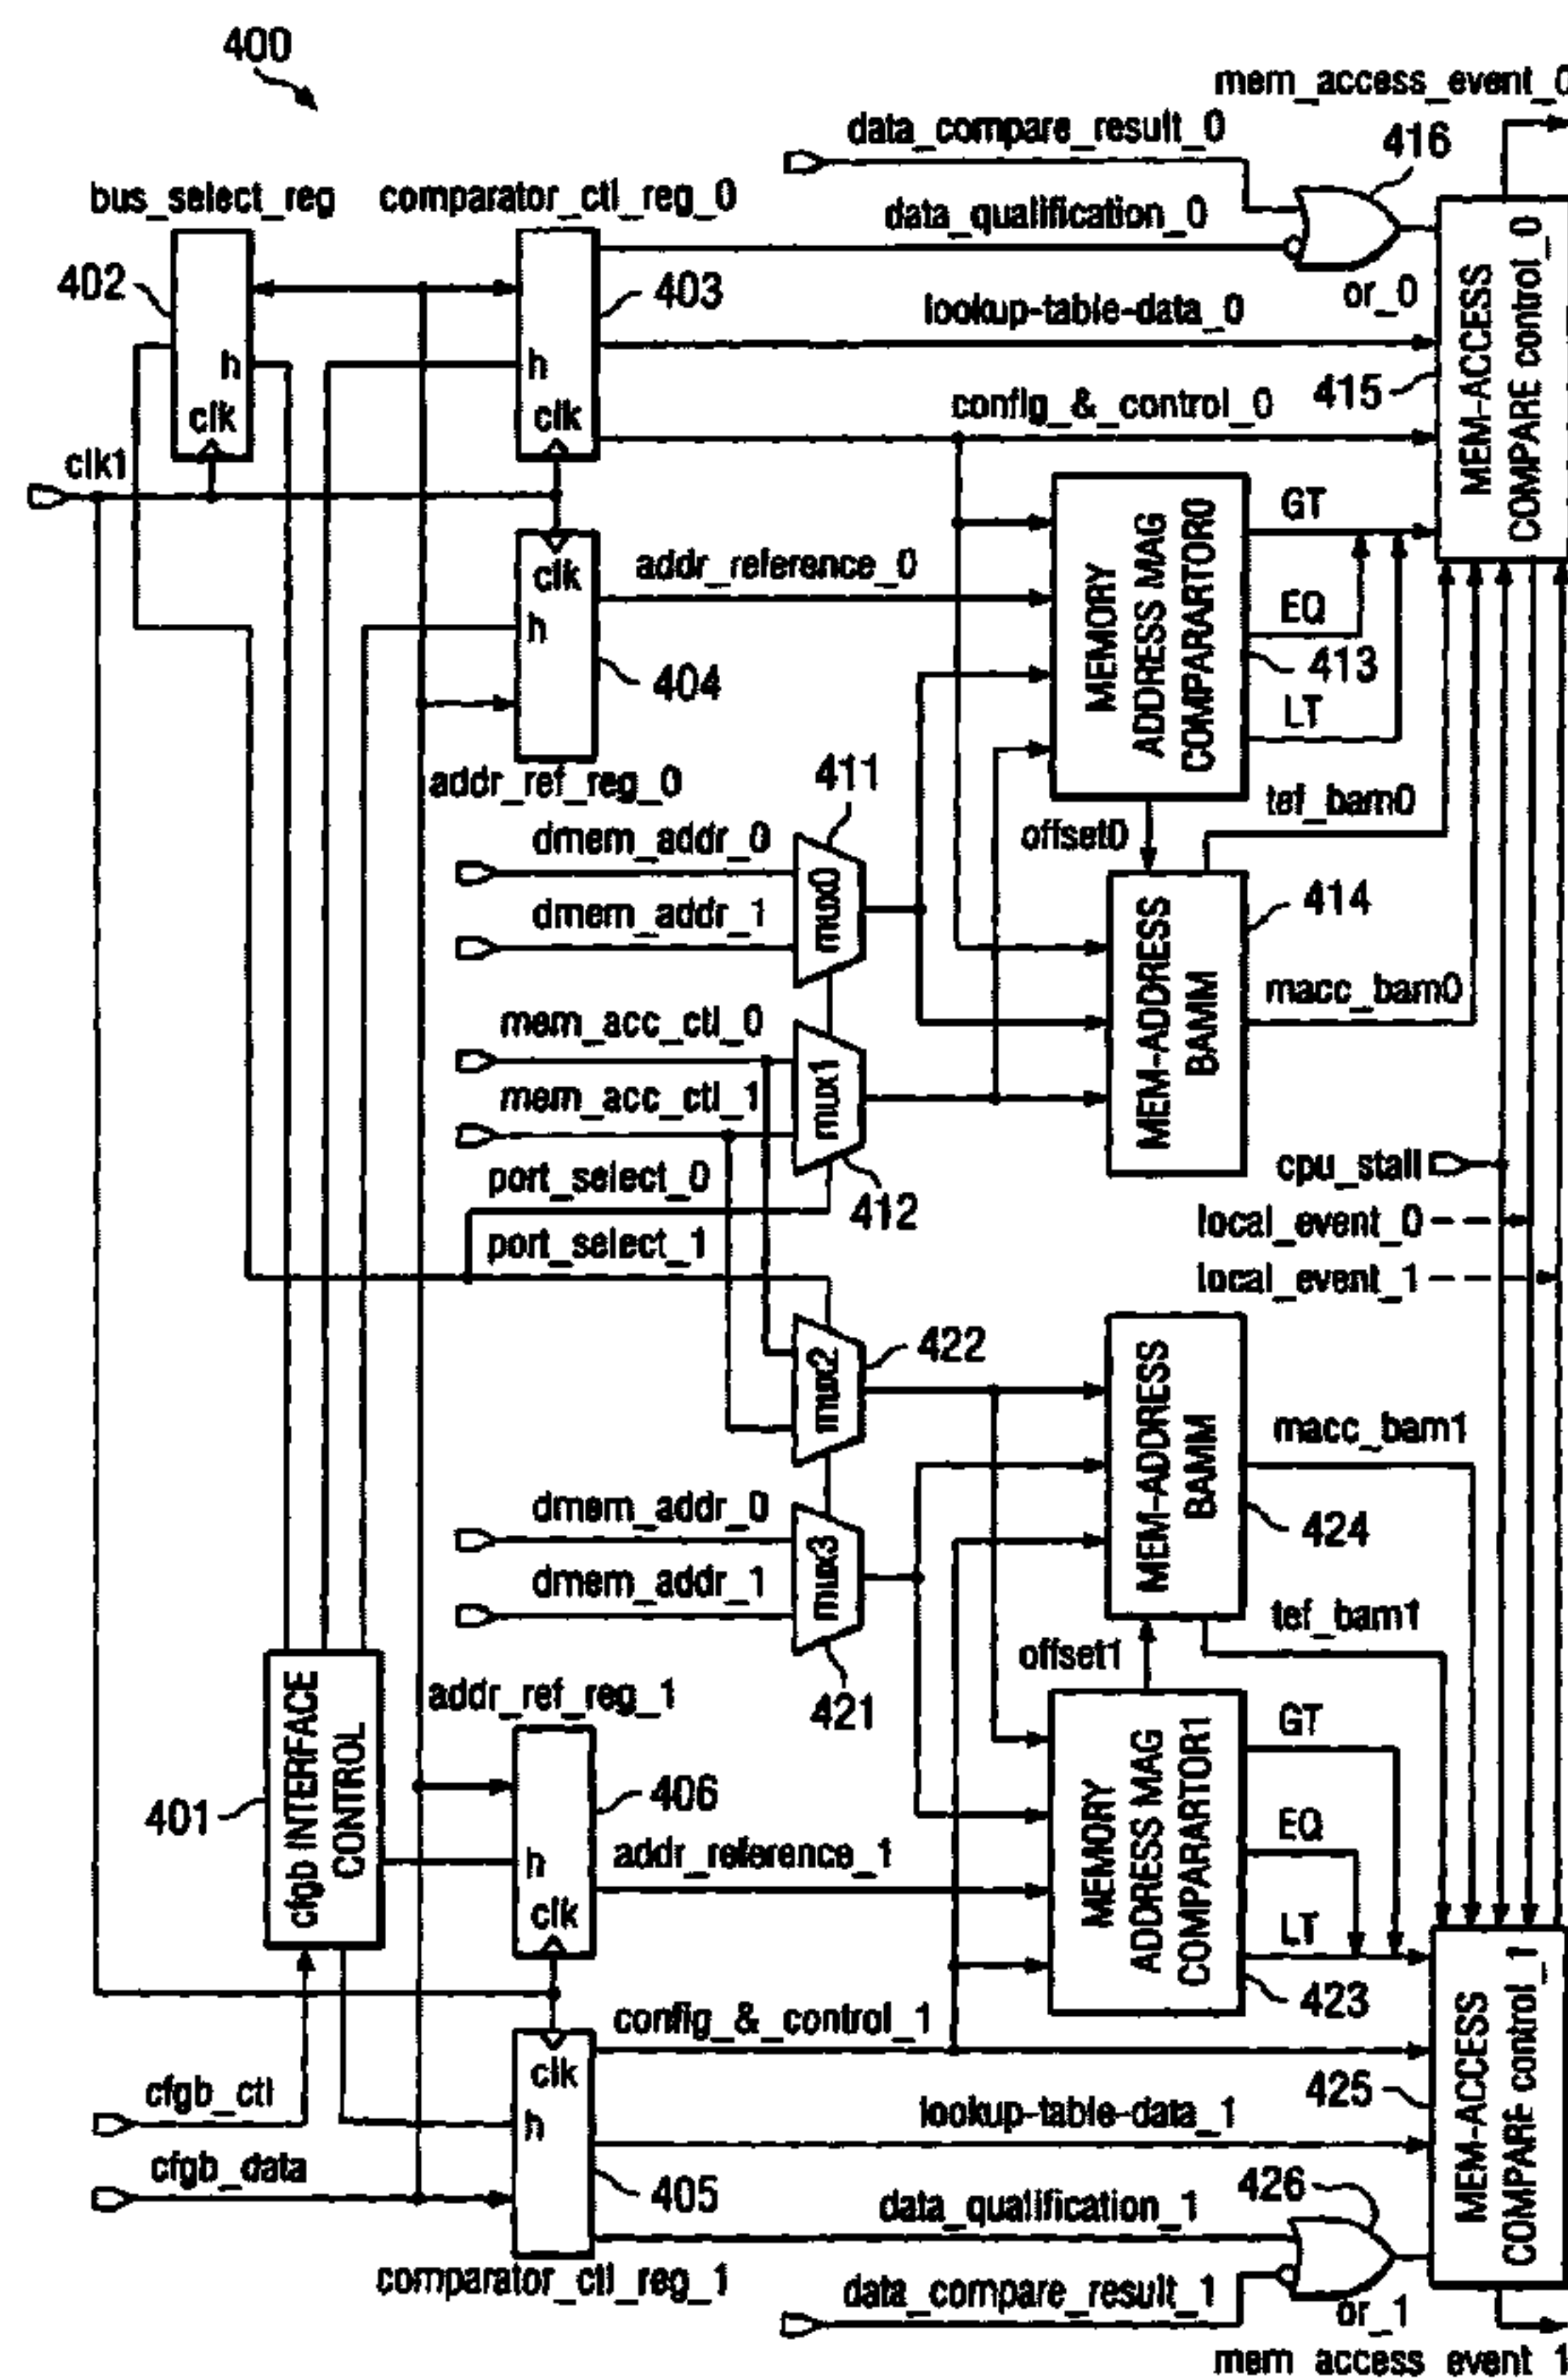 400
mem_access_event_0
data_compare_result_0
416
bus_select_reg
comparator_ctl_reg_0
data_qualification_0
or_0
402
403
lookup-table-data_0
MEM-ACCESS
COMPARE control_0
415
h
clk
h
clk
config_&_control_0
clk1
clk
h
addr_reference_0
404
addr_ref_reg_0
MEMORY
ADDRESS MAG
COMPARTOR0
GT
EQ
413
LT
411
dmem_addr_0
dmem_addr_1
mux0
offset0
tef_bam0
414
MEM-ADDRESS
BAMM
macc_bam0
mem_acc_ctl_0
mem_acc_ctl_1
mux1
412
port_select_0
port_select_1
cpu_stall
local_event_0
local_event_1
422
mux2
MEM-ADDRESS
BAMM
macc_bam1
424
dmem_addr_0
dmem_addr_1
mux3
421
offset1
tef_bam1
cfgb INTERFACE
CONTROL
401
addr_ref_reg_1
406
h
clk
addr_reference_1
MEMORY
ADDRESS MAG
COMPARARTOR1
GT
EQ
LT
423
config_&_control_1
MEM-ACCESS
COMPARE control_1
425
cfgb_ctl
cfgb_data
clk
h
405
comparator_ctl_reg_1
lookup-table-data_1
data_qualification_1
426
data_compare_result_1
or_1
mem_access_event_1